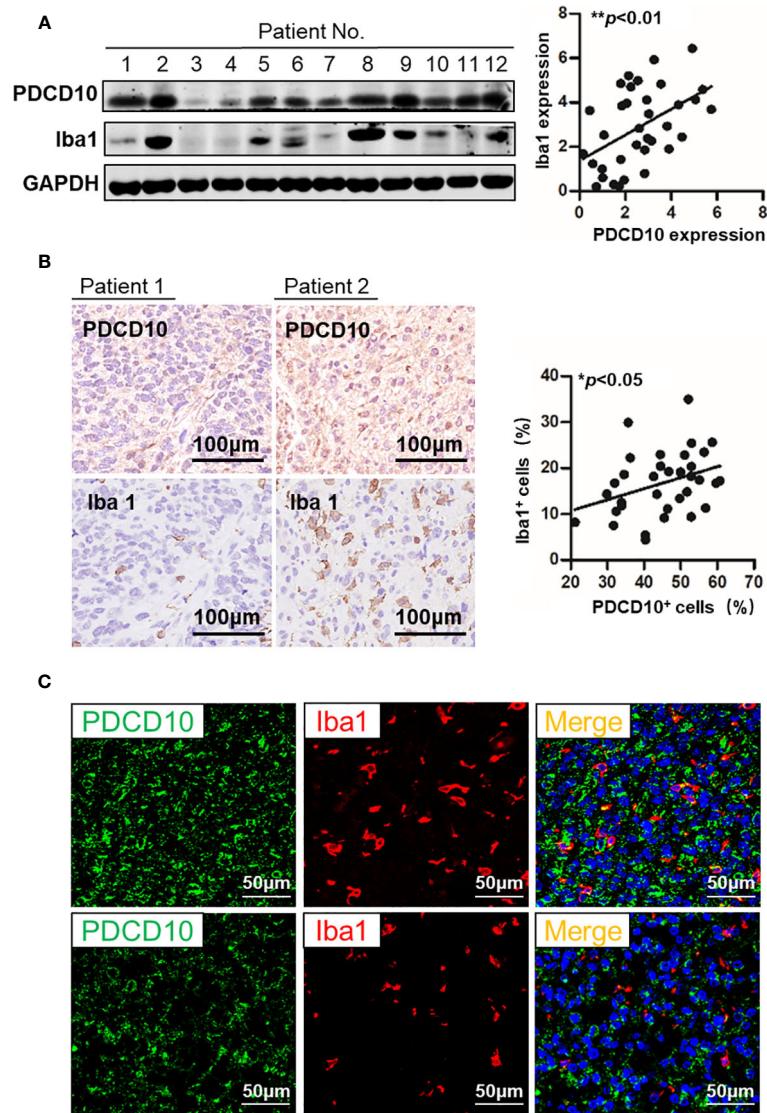 A
Patient No.
1 2 3 4 5 6 7 8 9 10 11 12
PDCD10
Iba1
GAPDH
**p<0.01
Iba1 expression
8
6
4
2
0
0 2 4 6 8
PDCD10 expression
B
Patient 1 Patient 2
PDCD10 PDCD10
100μm 100μm
Iba 1 Iba 1
100μm 100μm
*p<0.05
Iba1⁺ cells (%)
40
30
20
10
0
20 30 40 50 60 70
PDCD10⁺ cells (%)
C
PDCD10 Iba1 Merge
50μm 50μm 50μm
PDCD10 Iba1 Merge
50μm 50μm 50μm